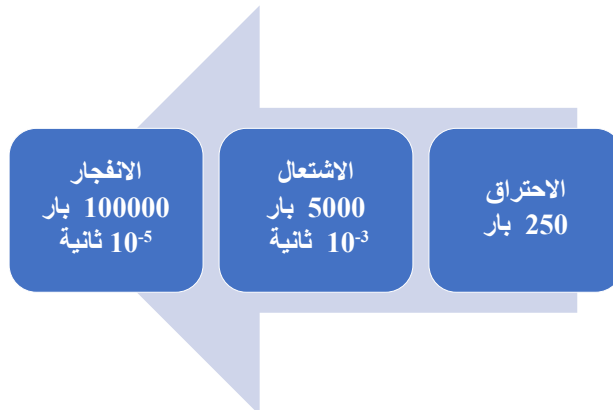 الاحتراق
250 بار
الاشتعال
5000 بار
10-3 ثانية
الانفجار
100000 بار
10-5 ثانية